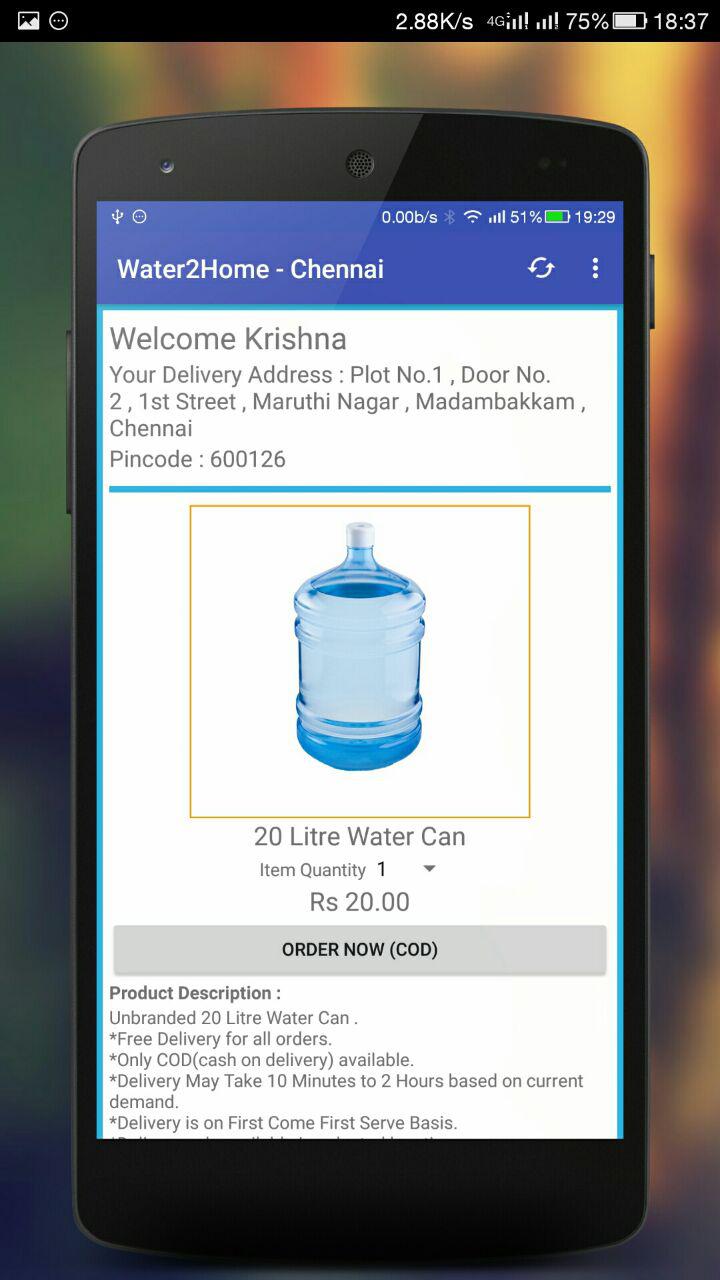 2.88K/s 4G 75% 18:37
0.00b/s 51% 19:29
Water2Home - Chennai
Welcome Krishna
Your Delivery Address : Plot No.1 , Door No.
2 , 1st Street , Maruthi Nagar , Madambakkam ,
Chennai
Pincode : 600126
20 Litre Water Can
Item Quantity 1
Rs 20.00
ORDER NOW (COD)
Product Description :
Unbranded 20 Litre Water Can .
*Free Delivery for all orders.
*Only COD(cash on delivery) available.
*Delivery May Take 10 Minutes to 2 Hours based on current
demand.
*Delivery is on First Come First Serve Basis.